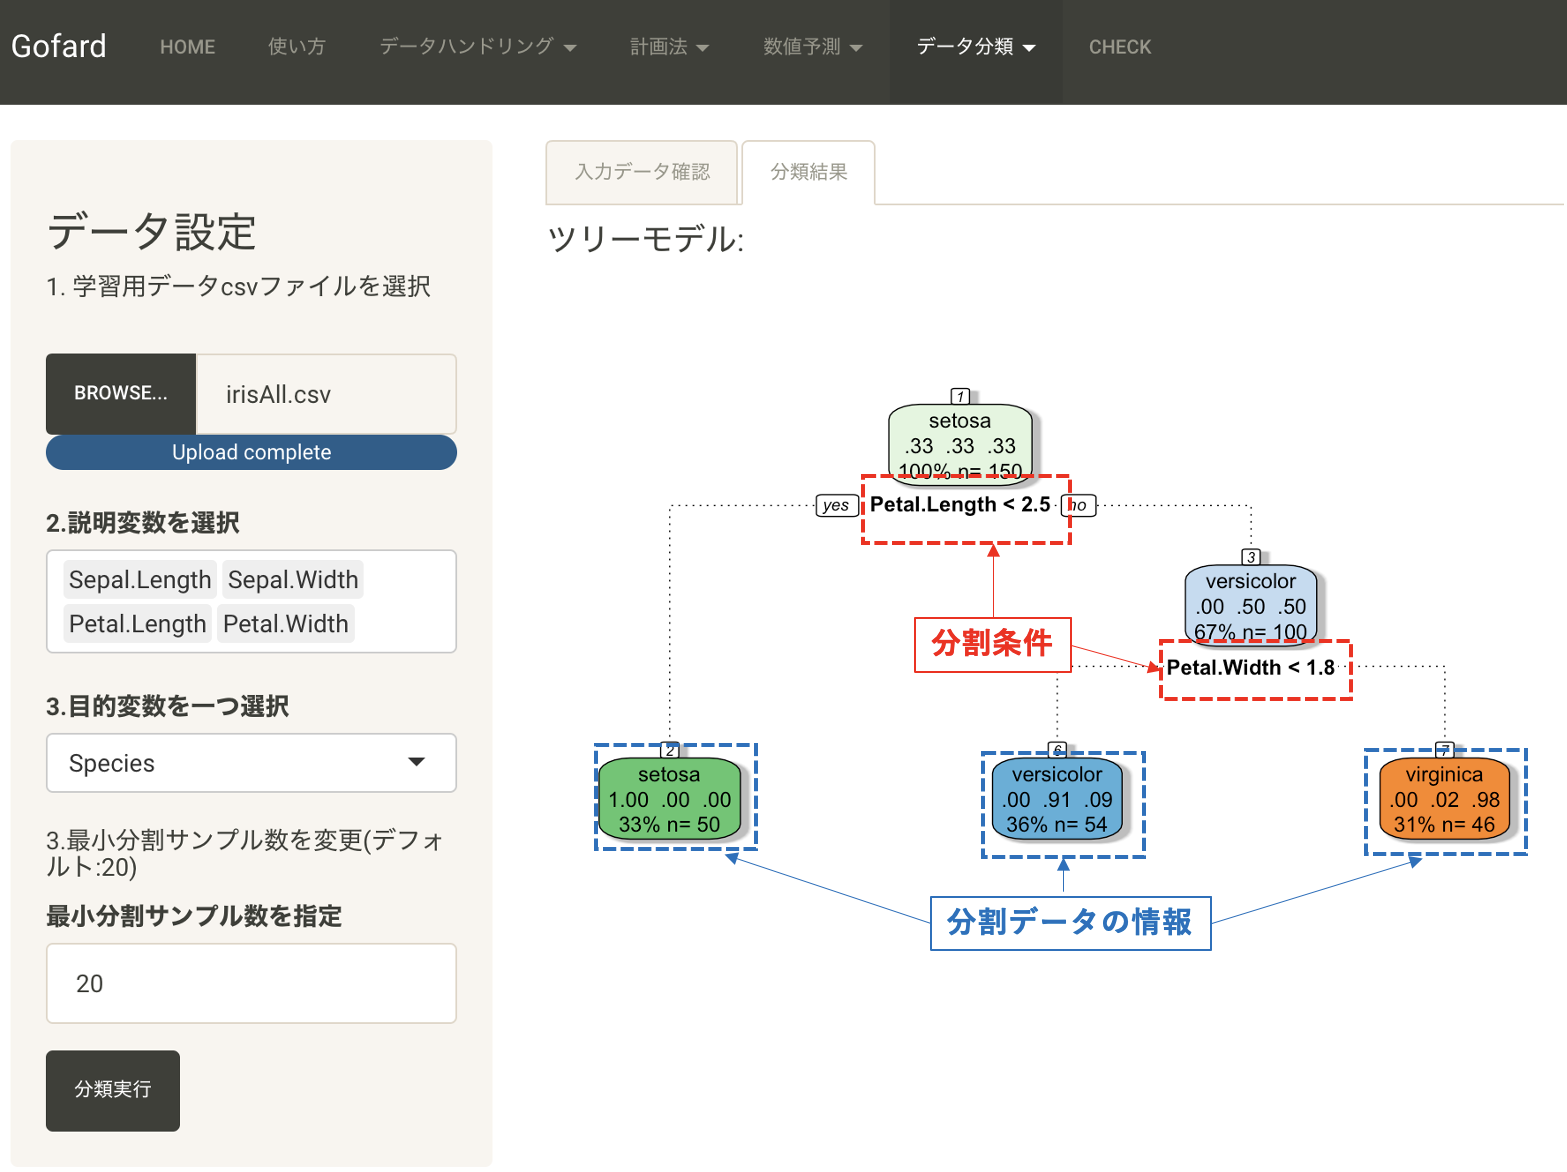 Gofard
HOME
使い方
データハンドリング
計画法
数値予測
データ分類
CHECK
データ設定
1. 学習用データcsvファイルを選択
BROWSE...
irisAll.csv
Upload complete
2.説明変数を選択
Sepal.Length Sepal.Width
Petal.Length Petal.Width
3.目的変数を一つ選択
Species
3.最小分割サンプル数を変更(デフォ
ルト:20)
最小分割サンプル数を指定
20
分類実行
入力データ確認
分類結果
ツリーモデル:
1
setosa
.33 .33 .33
100% n= 150
yes
Petal.Length < 2.5
no
3
versicolor
.00 .50 .50
67% n= 100
分割条件
Petal.Width < 1.8
2
setosa
1.00 .00 .00
33% n= 50
6
versicolor
.00 .91 .09
36% n= 54
7
virginica
.00 .02 .98
31% n= 46
分割データの情報